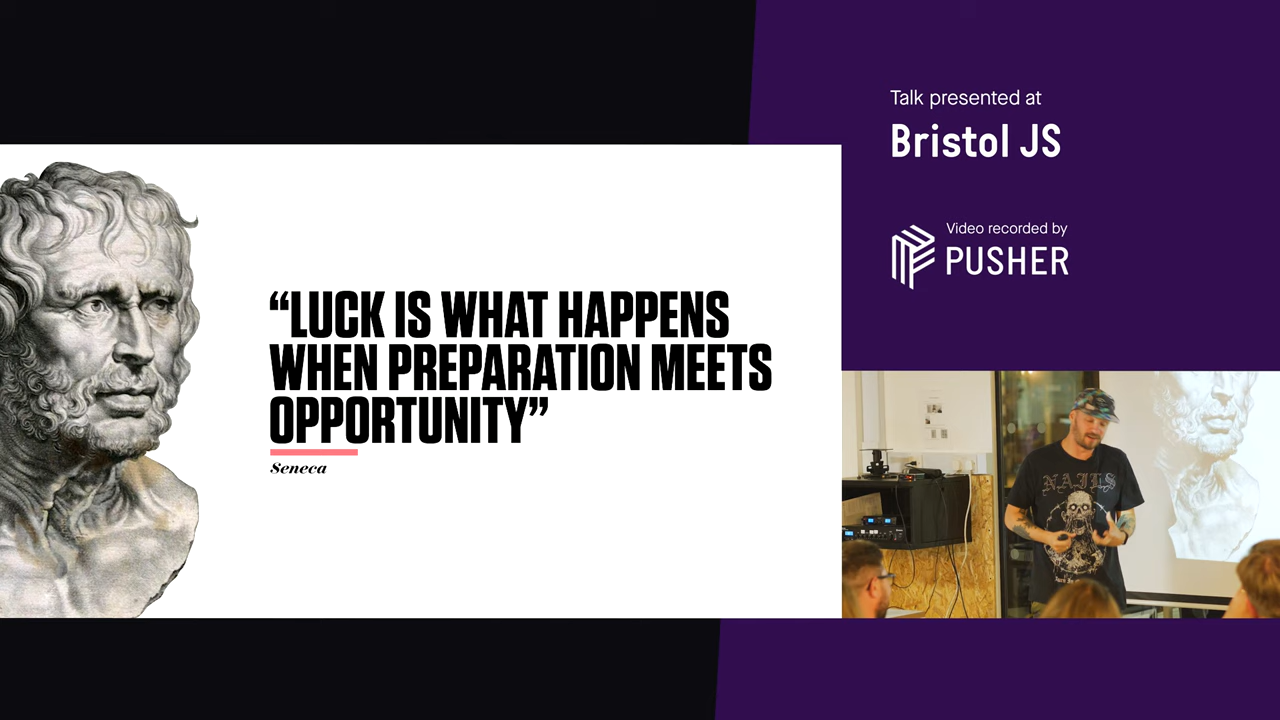 “LUCK IS WHAT HAPPENS
WHEN PREPARATION MEETS
OPPORTUNITY”
Seneca
Talk presented at
Bristol JS
Video recorded by
PUSHER
NAILS